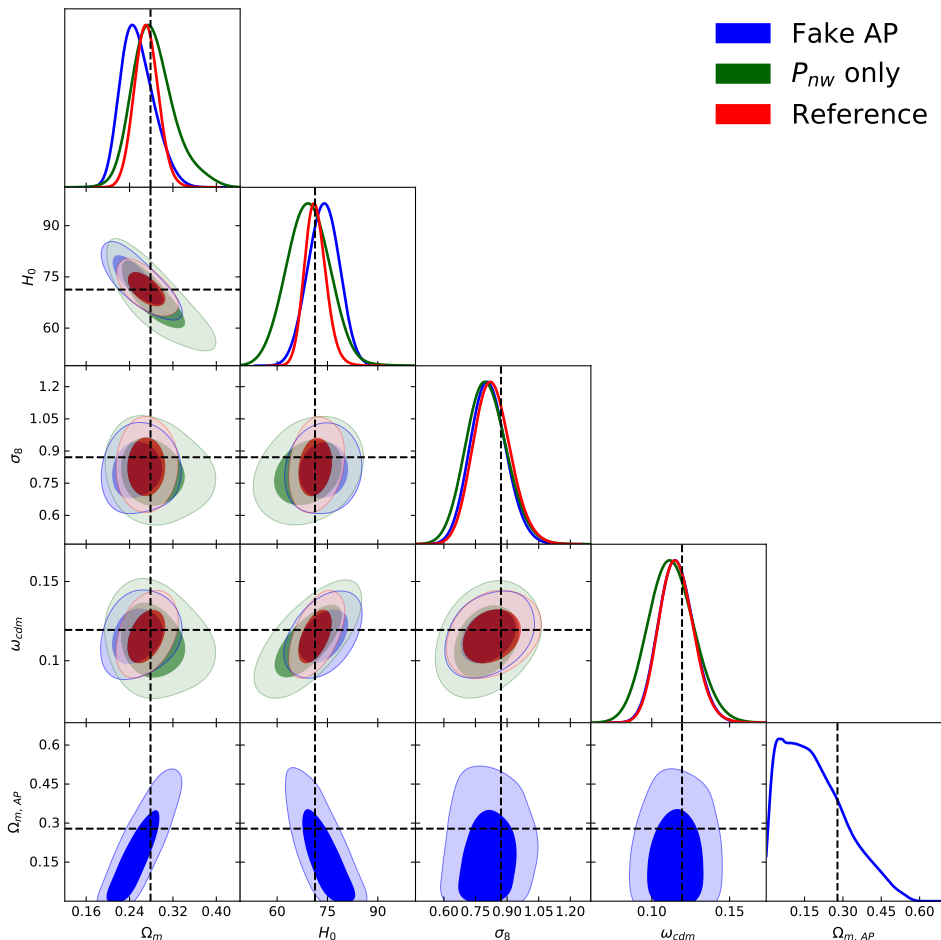 Fake AP
P_nw only
Reference
90
75
60
H_0
1.2
1.05
0.9
0.75
0.6
σ_8
0.15
0.1
ω_cdm
0.6
0.45
0.3
0.15
Ω_m, AP
0.16 0.24 0.32 0.40
60 75 90
0.60 0.75 0.90 1.05 1.20
0.10 0.15
0.15 0.30 0.45 0.60
Ω_m H_0 σ_8 ω_cdm Ω_m, AP